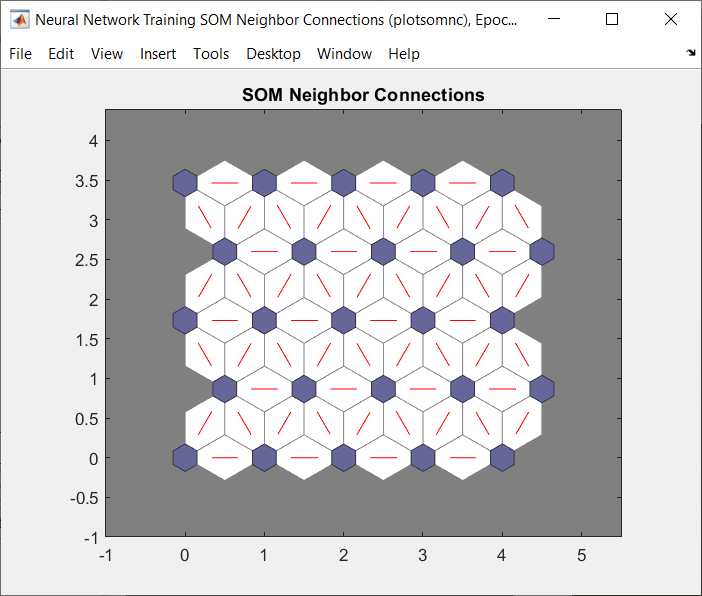 Neural Network Training SOM Neighbor Connections (plotsomnc), Epoc...
File Edit View Insert Tools Desktop Window Help
SOM Neighbor Connections
4
3.5
3
2.5
2
1.5
1
0.5
0
-0.5
-1
-1 0 1 2 3 4 5